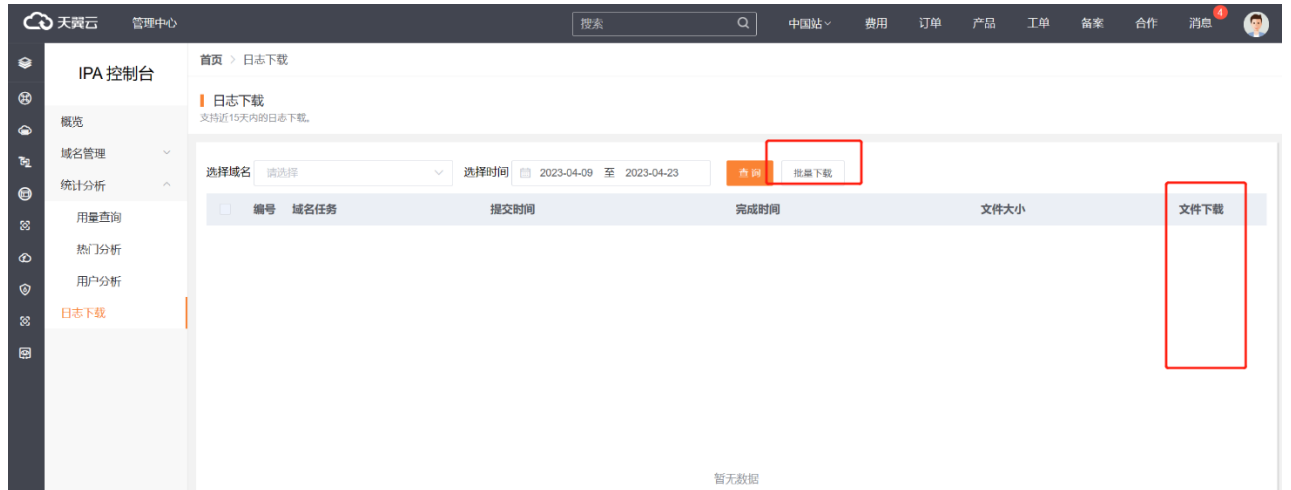 天翼云 管理中心 搜索 中国站 费用 订单 产品 工单 备案 合作 消息 4
IPA 控制台
概览
域名管理
统计分析
用量查询
热门分析
用户分析
日志下载
首页 > 日志下载
日志下载
支持近15天内的日志下载。
选择域名 请选择 选择时间 2023-04-09 至 2023-04-23 查询 批量下载
编号 域名任务 提交时间 完成时间 文件大小 文件下载
暂无数据